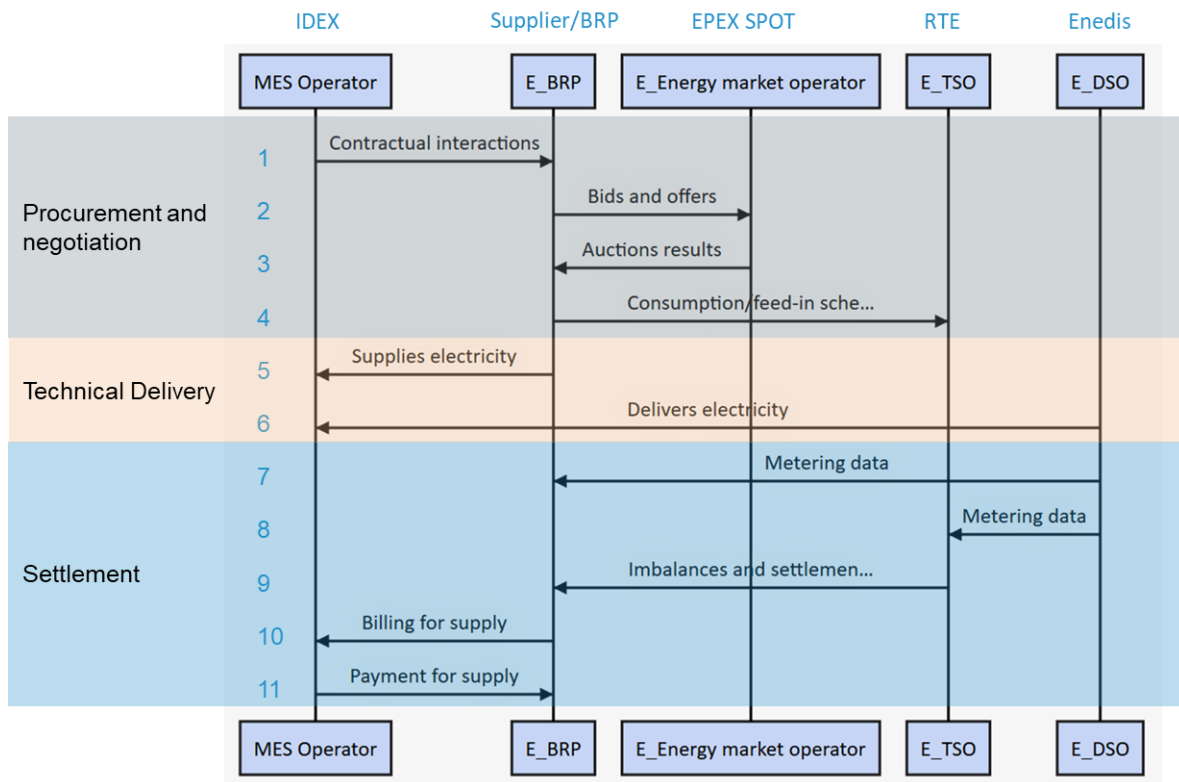 IDEX
Supplier/BRP
EPEX SPOT
RTE
Enedis
MES Operator
E_BRP
E_Energy market operator
E_TSO
E_DSO
Procurement and
negotiation
1
Contractual interactions
2
Bids and offers
3
Auctions results
4
Consumption/feed-in sche...
Technical Delivery
5
Supplies electricity
6
Delivers electricity
Settlement
7
Metering data
8
Metering data
9
Imbalances and settlemen...
10
Billing for supply
11
Payment for supply
MES Operator
E_BRP
E_Energy market operator
E_TSO
E_DSO